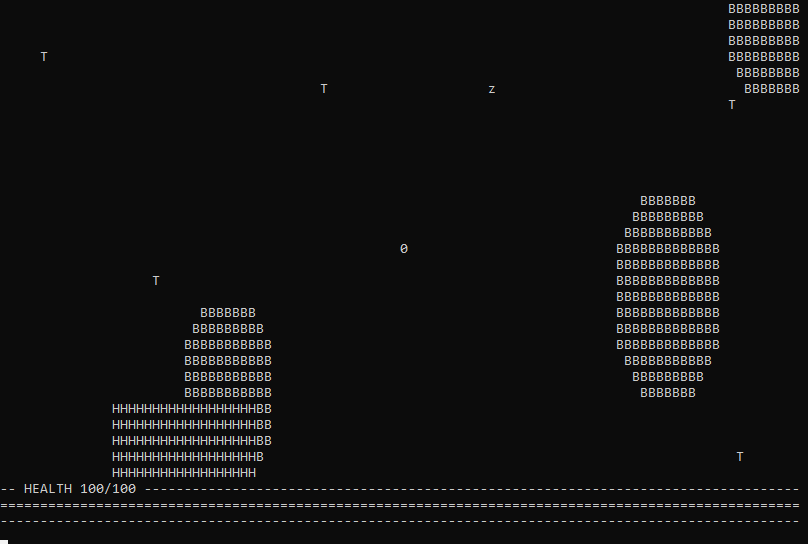 BBBBBBBBB
BBBBBBBBB
BBBBBBBBB
T BBBBBBBBB
BBBBBBBB
T z BBBBBBB
T
BBBBBBB
BBBBBBBBB
BBBBBBBBBBB
0 BBBBBBBBBBBBB
BBBBBBBBBBBBB
T BBBBBBBBBBBBB
BBBBBBBBBBBBB
BBBBBBB BBBBBBBBBBBBB
BBBBBBBBB BBBBBBBBBBBBB
BBBBBBBBBBB BBBBBBBBBBBBB
BBBBBBBBBBB BBBBBBBBBBB
BBBBBBBBBBB BBBBBBBBB
BBBBBBBBBBB BBBBBBB
HHHHHHHHHHHHHHHHHHBB
HHHHHHHHHHHHHHHHHHBB
HHHHHHHHHHHHHHHHHHBB
HHHHHHHHHHHHHHHHHHB T
HHHHHHHHHHHHHHHHHH
-- HEALTH 100/100 ----------------------------------------------------------------------------------
====================================================================================================
----------------------------------------------------------------------------------------------------